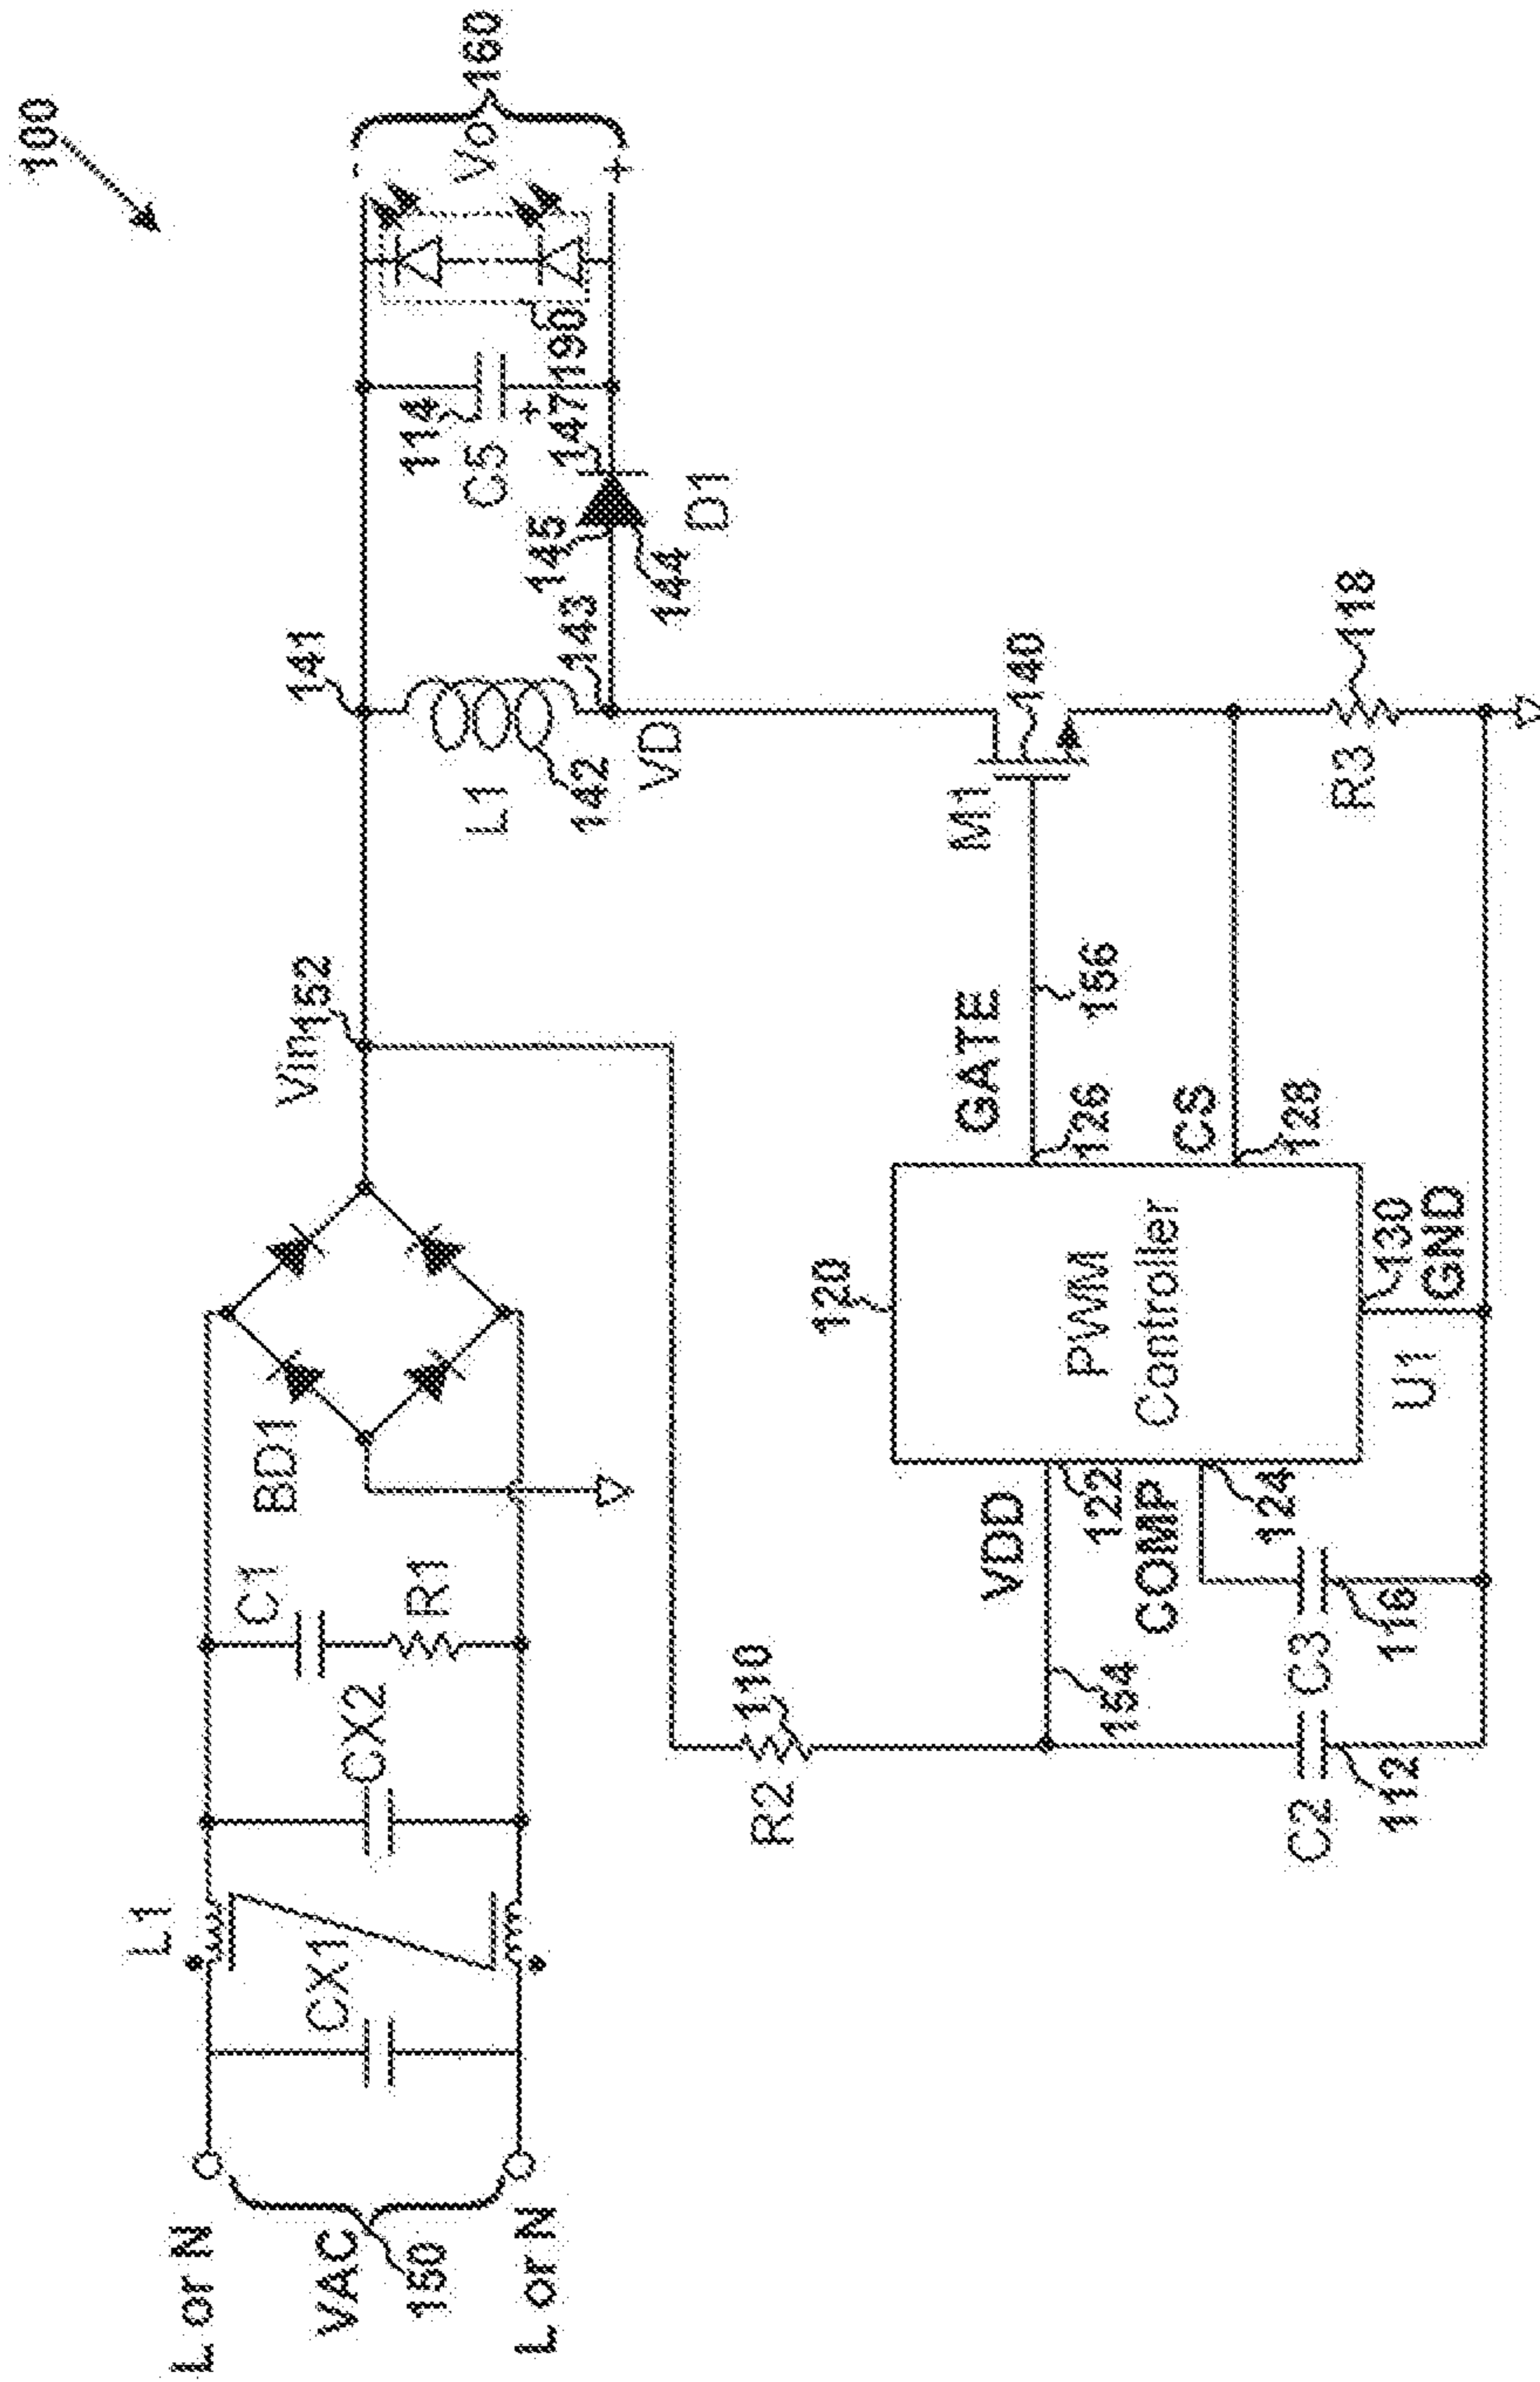 100
L or N
VAC
150
L or N
L1
CX1
CX2
C1
R1
BD1
Vin
152
141
L1
142
143
VD
145
144
D1
147
C5
114
+
190
-
Vo
+
160
R2
110
VDD
154
122
COMP
124
C2
112
C3
116
120
PWM
Controller
U1
130
GND
GATE
126
156
CS
128
M1
140
R3
118